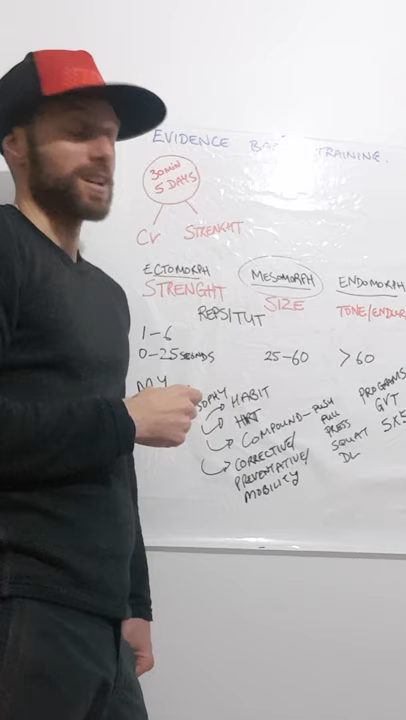 EVIDENCE BA TRAINING.
30min
5 DAYS
CV STRENGHT
ECTOMORPH MESOMORPH ENDOMORPH
STRENGHT SIZE TONE/ENDUR
REPS/TUT
1-6
0-25 SECONDS 25-60 >60
MY SOPHY
HABIT
COMPOUND - PUSH
PULL
PRESS
SQUAT
DL
CORRECTIVE/
PREVENTATIVE/
MOBILITY
PROGRAMS
GVT
5X5